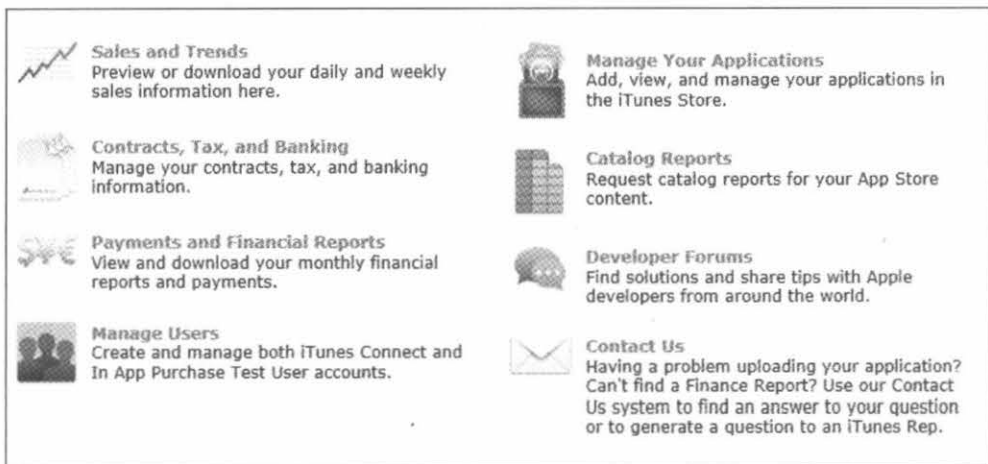 Sales and Trends
Preview or download your daily and weekly
sales information here.
Contracts, Tax, and Banking
Manage your contracts, tax, and banking
information.
Payments and Financial Reports
View and download your monthly financial
reports and payments.
Manage Users
Create and manage both iTunes Connect and
In App Purchase Test User accounts.
Manage Your Applications
Add, view, and manage your applications in
the iTunes Store.
Catalog Reports
Request catalog reports for your App Store
content.
Developer Forums
Find solutions and share tips with Apple
developers from around the world.
Contact Us
Having a problem uploading your application?
Can't find a Finance Report? Use our Contact
Us system to find an answer to your question
or to generate a question to an iTunes Rep.